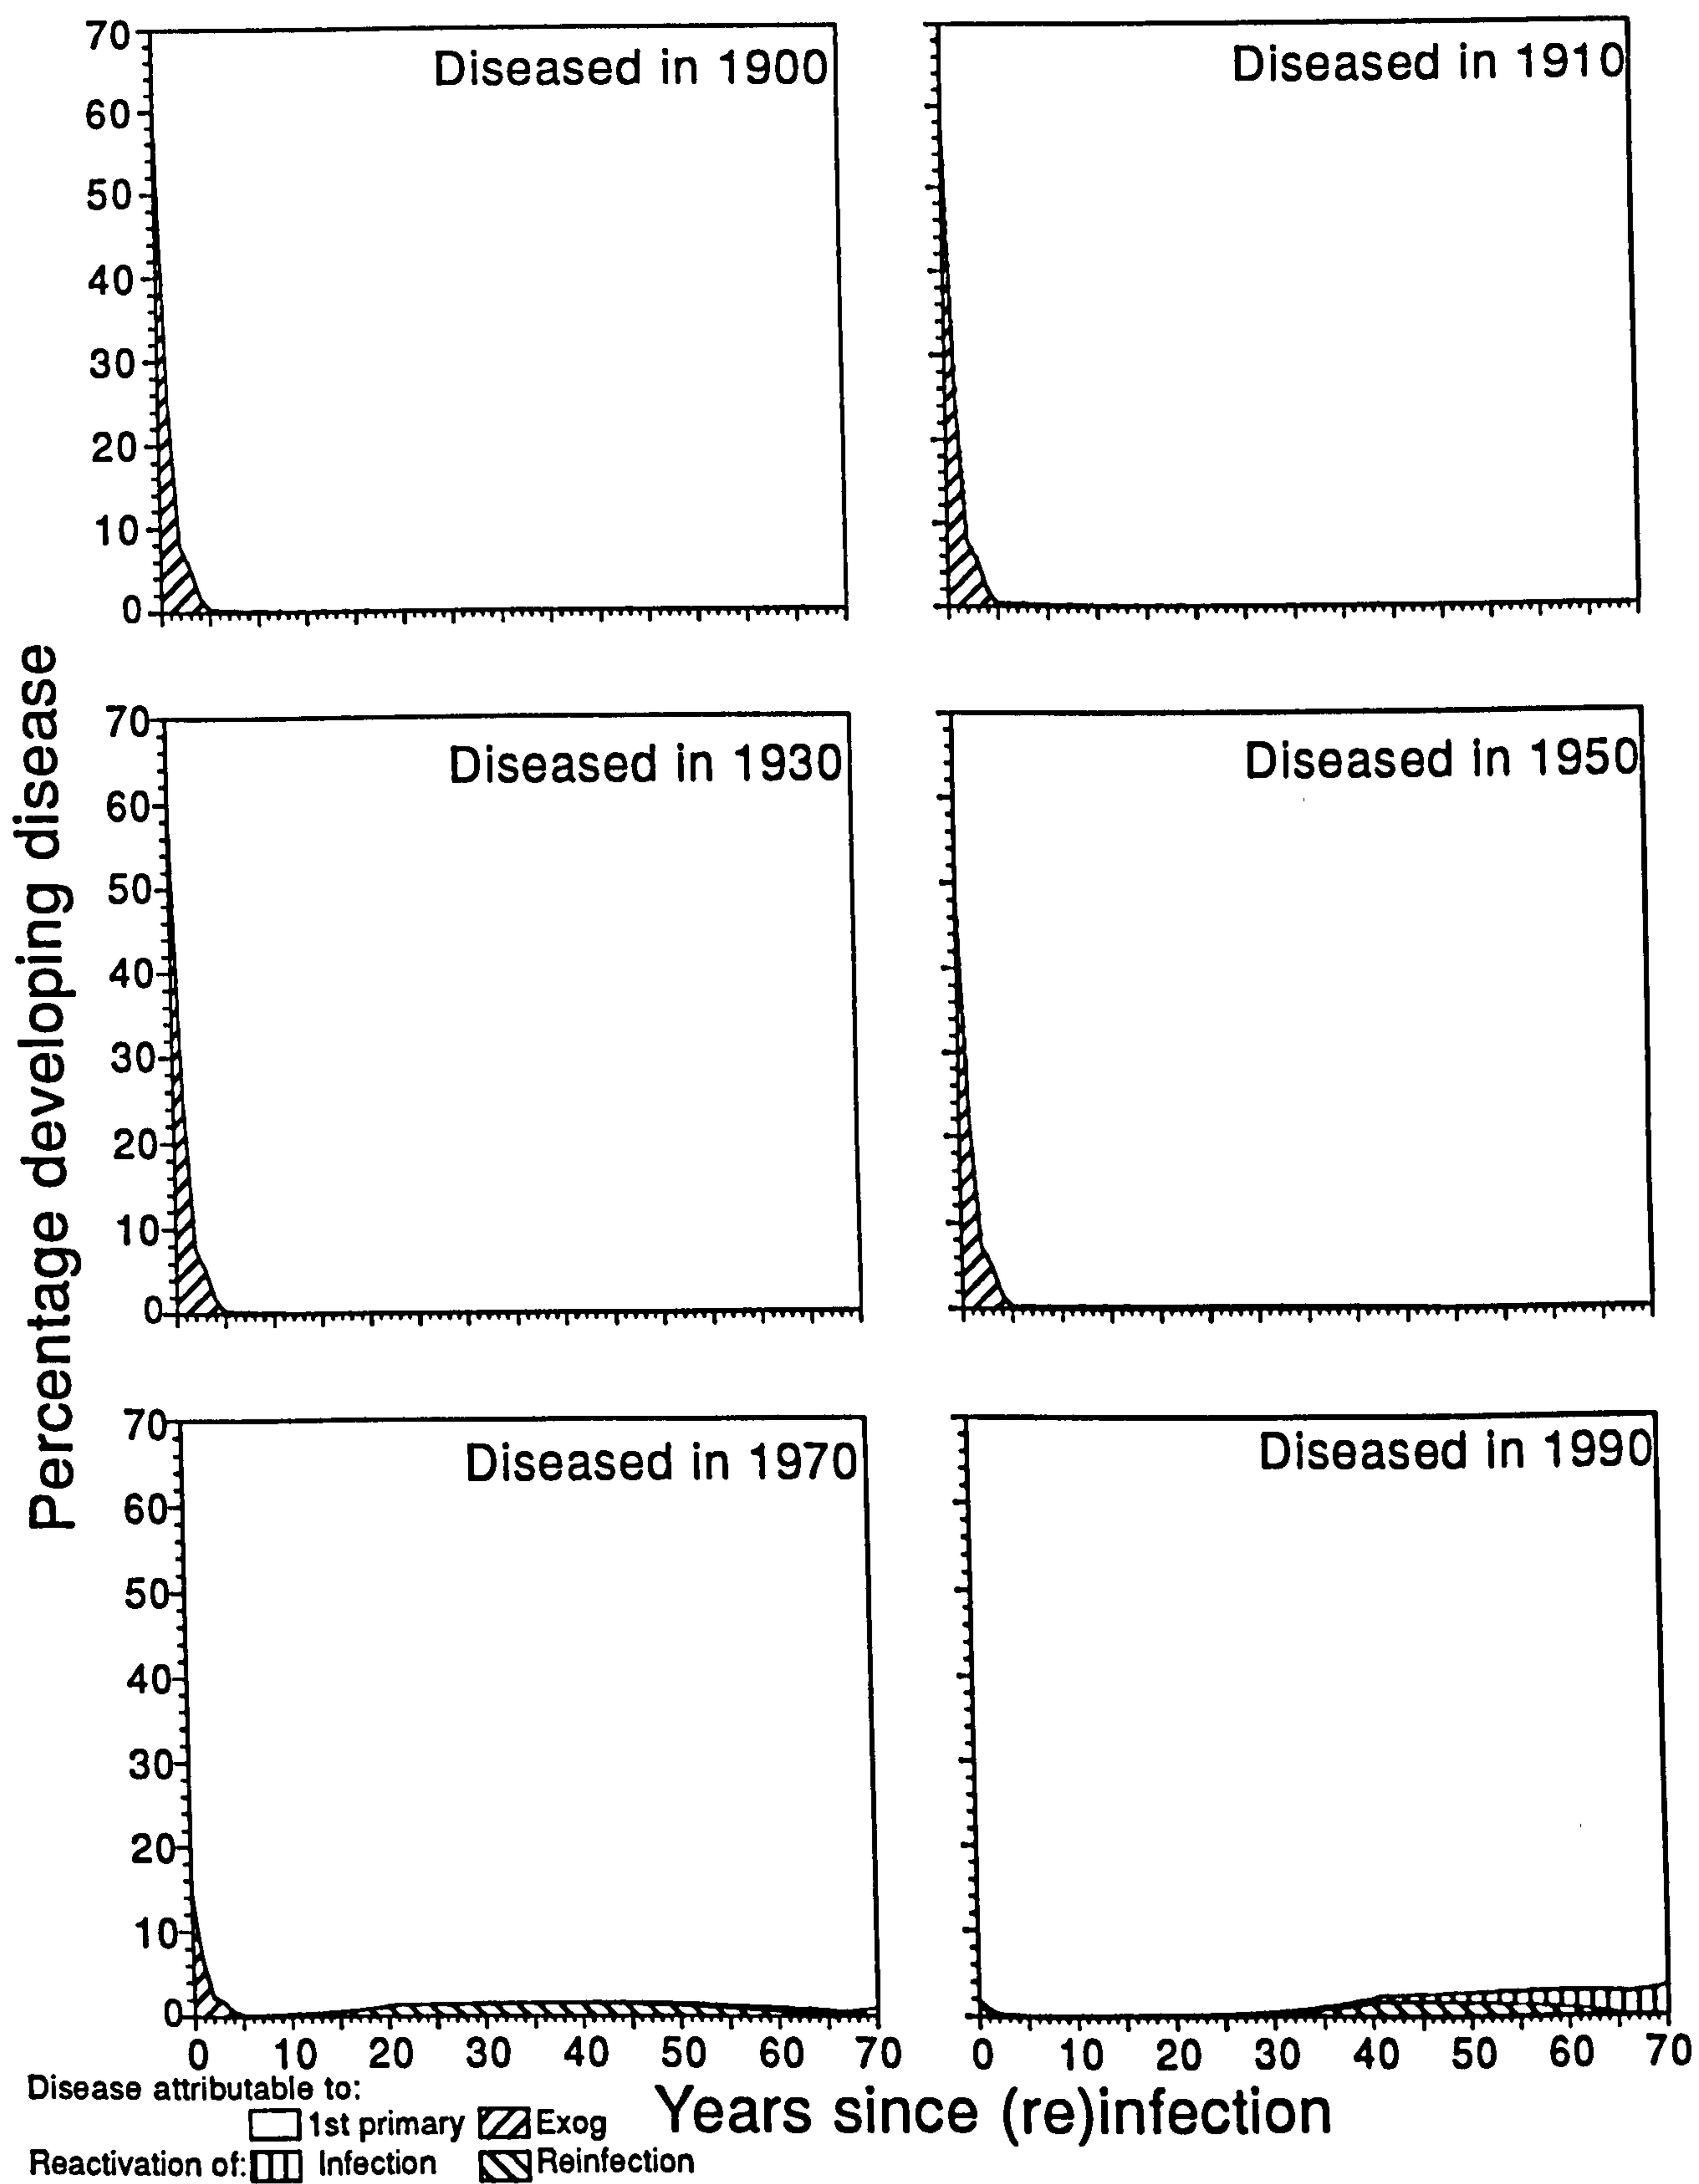 Percentage developing disease
Diseased in 1900
70
60
50
40
30
20
10
0
Diseased in 1910
Diseased in 1930
70
60
50
40
30
20
10
0
Diseased in 1950
Diseased in 1970
70
60
50
40
30
20
10
0
0 10 20 30 40 50 60 70
Diseased in 1990
0 10 20 30 40 50 60 70
Years since (re)infection
Disease attributable to:
1st primary Exog
Reactivation of: Infection Reinfection